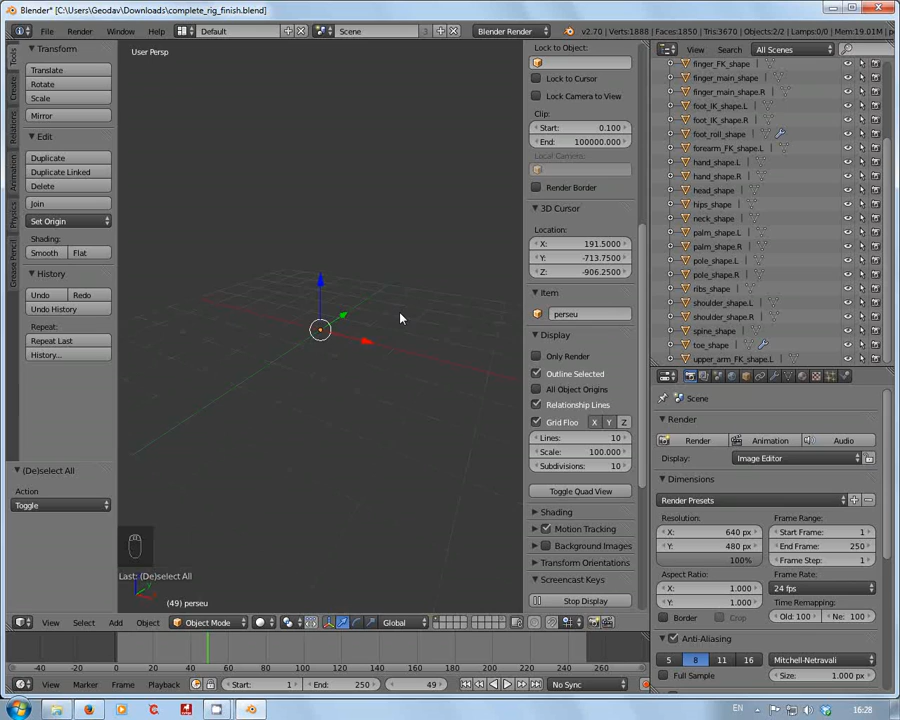 Blender* [C:\Users\Geodav\Downloads\complete_rig_finish.blend]
File Render Window Help Default Scene 3 Blender Render v2.70 | Verts:1888 | Faces:1850 | Tris:3670 | Objects:2/2 | Lamps:0/0 | Mem:19.01M
User Persp
Tools
Create
Relations
Animation
Physics
Grease Pencil
Transform
Translate
Rotate
Scale
Mirror
Edit
Duplicate
Duplicate Linked
Delete
Join
Set Origin
Shading:
Smooth Flat
History
Undo Redo
Undo History
Repeat:
Repeat Last
History...
(De)select All
Action
Toggle
Last: (De)select All
(49) perseu
Lock to Object:
Lock to Cursor
Lock Camera to View
Clip:
Start: 0.100
End: 100000.000
Local Camera:
Render Border
3D Cursor
Location:
X: 191.5000
Y: -713.7500
Z: -906.2500
Item
perseu
Display
Only Render
Outline Selected
All Object Origins
Relationship Lines
Grid Floo X Y Z
Lines: 10
Scale: 100.000
Subdivisions: 10
Toggle Quad View
Shading
Motion Tracking
Background Images
Transform Orientations
Screencast Keys
Stop Display
View Search All Scenes
finger_FK_shape
finger_main_shape
finger_main_shape.R
foot_IK_shape.L
foot_IK_shape.R
foot_roll_shape
forearm_FK_shape.L
hand_shape.L
hand_shape.R
head_shape
hips_shape
neck_shape
palm_shape.L
palm_shape.R
pole_shape.L
pole_shape.R
ribs_shape
shoulder_shape.L
shoulder_shape.R
spine_shape
toe_shape
upper_arm_FK_shape.L
Scene
Render
Render Animation Audio
Display: Image Editor
Dimensions
Render Presets
Resolution: Frame Range:
X: 640 px Start Frame: 1
Y: 480 px End Frame: 250
100% Frame Step: 1
Aspect Ratio: Frame Rate:
X: 1.000 24 fps
Y: 1.000 Time Remapping:
Border Crop Old: 100 Ne: 100
Anti-Aliasing
5 8 11 16 Mitchell-Netravali
Full Sample Size: 1.000 px
View Select Add Object Object Mode Global
-40 -20 0 20 40 60 80 100 120 140 160 180 200 220 240 260
View Marker Frame Playback Start: 1 End: 250 49 No Sync
EN 16:28